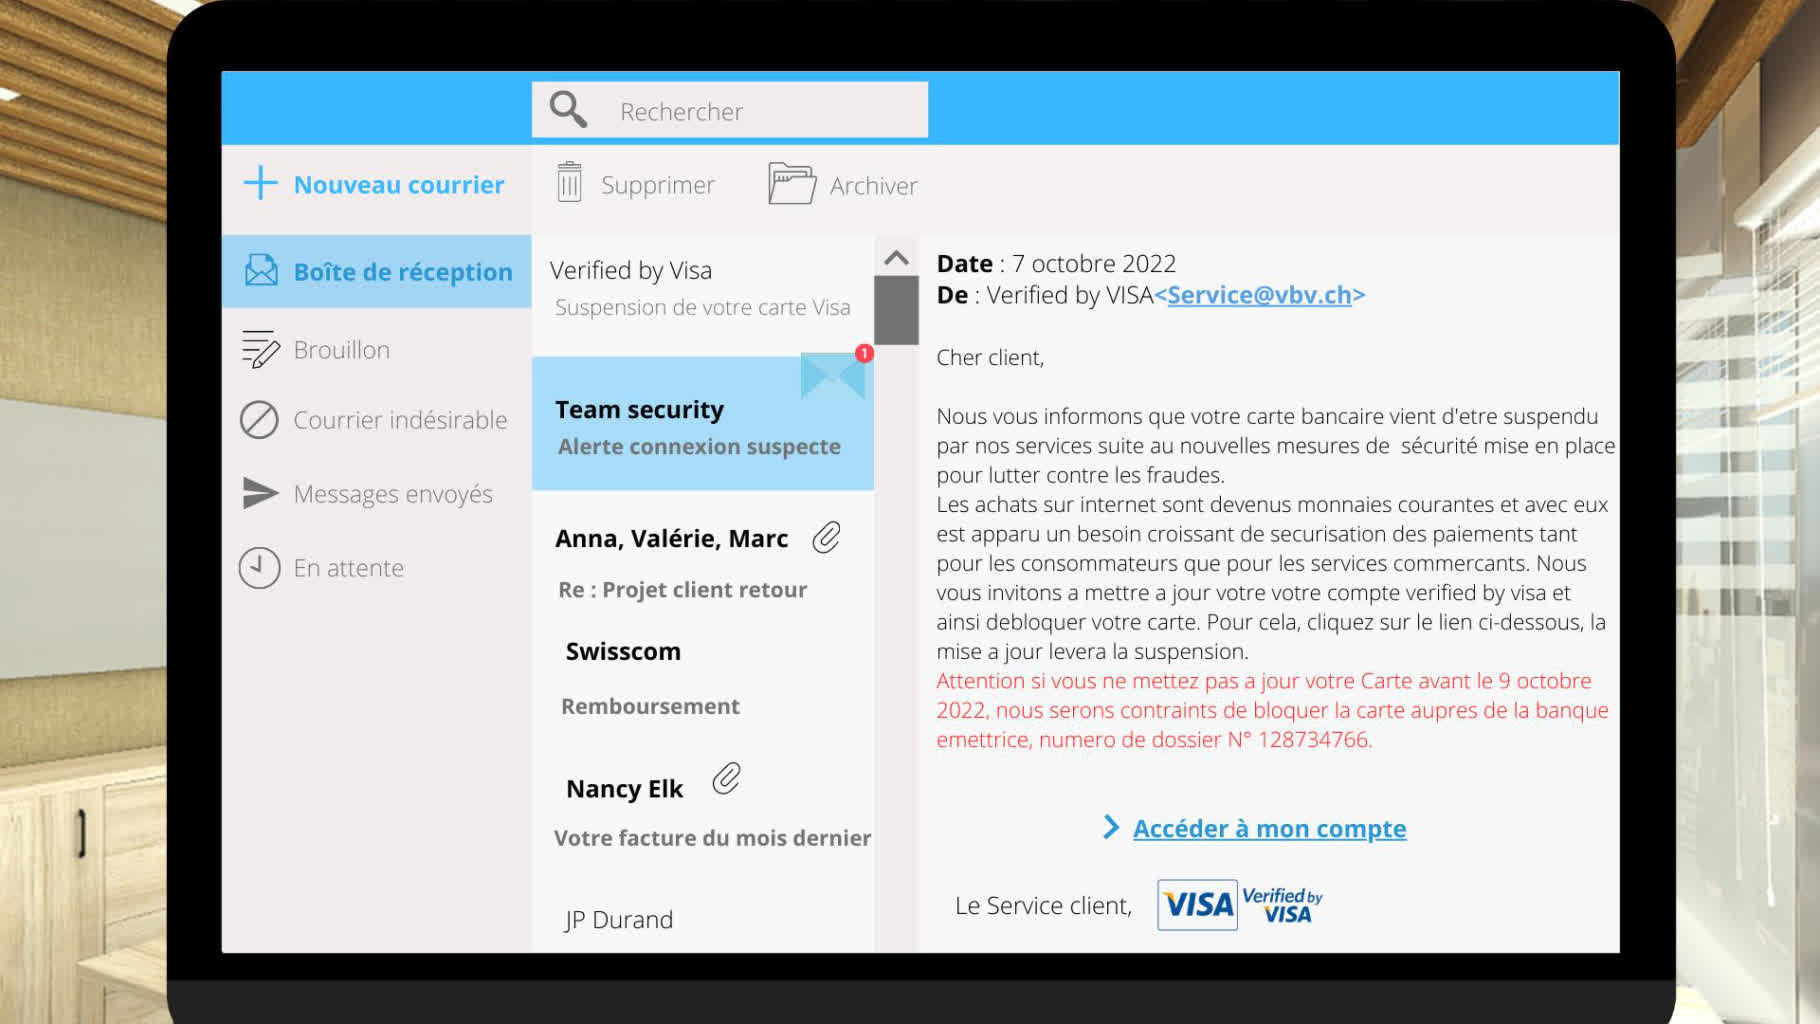 Rechercher
Nouveau courrier
Supprimer
Archiver
Boîte de réception
Brouillon
Courrier indésirable
Messages envoyés
En attente
Verified by Visa
Suspension de votre carte Visa
1
Team security
Alerte connexion suspecte
Anna, Valérie, Marc
Re : Projet client retour
Swisscom
Remboursement
Nancy Elk
Votre facture du mois dernier
JP Durand
Date : 7 octobre 2022
De : Verified by VISA<Service@vbv.ch>
Cher client,
Nous vous informons que votre carte bancaire vient d'etre suspendu
par nos services suite au nouvelles mesures de sécurité mise en place
pour lutter contre les fraudes.
Les achats sur internet sont devenus monnaies courantes et avec eux
est apparu un besoin croissant de securisation des paiements tant
pour les consommateurs que pour les services commercants. Nous
vous invitons a mettre a jour votre votre compte verified by visa et
ainsi debloquer votre carte. Pour cela, cliquez sur le lien ci-dessous, la
mise a jour levera la suspension.
Attention si vous ne mettez pas a jour votre Carte avant le 9 octobre
2022, nous serons contraints de bloquer la carte aupres de la banque
emettrice, numero de dossier N° 128734766.
Accéder à mon compte
Le Service client,
VISA
Verified by
VISA